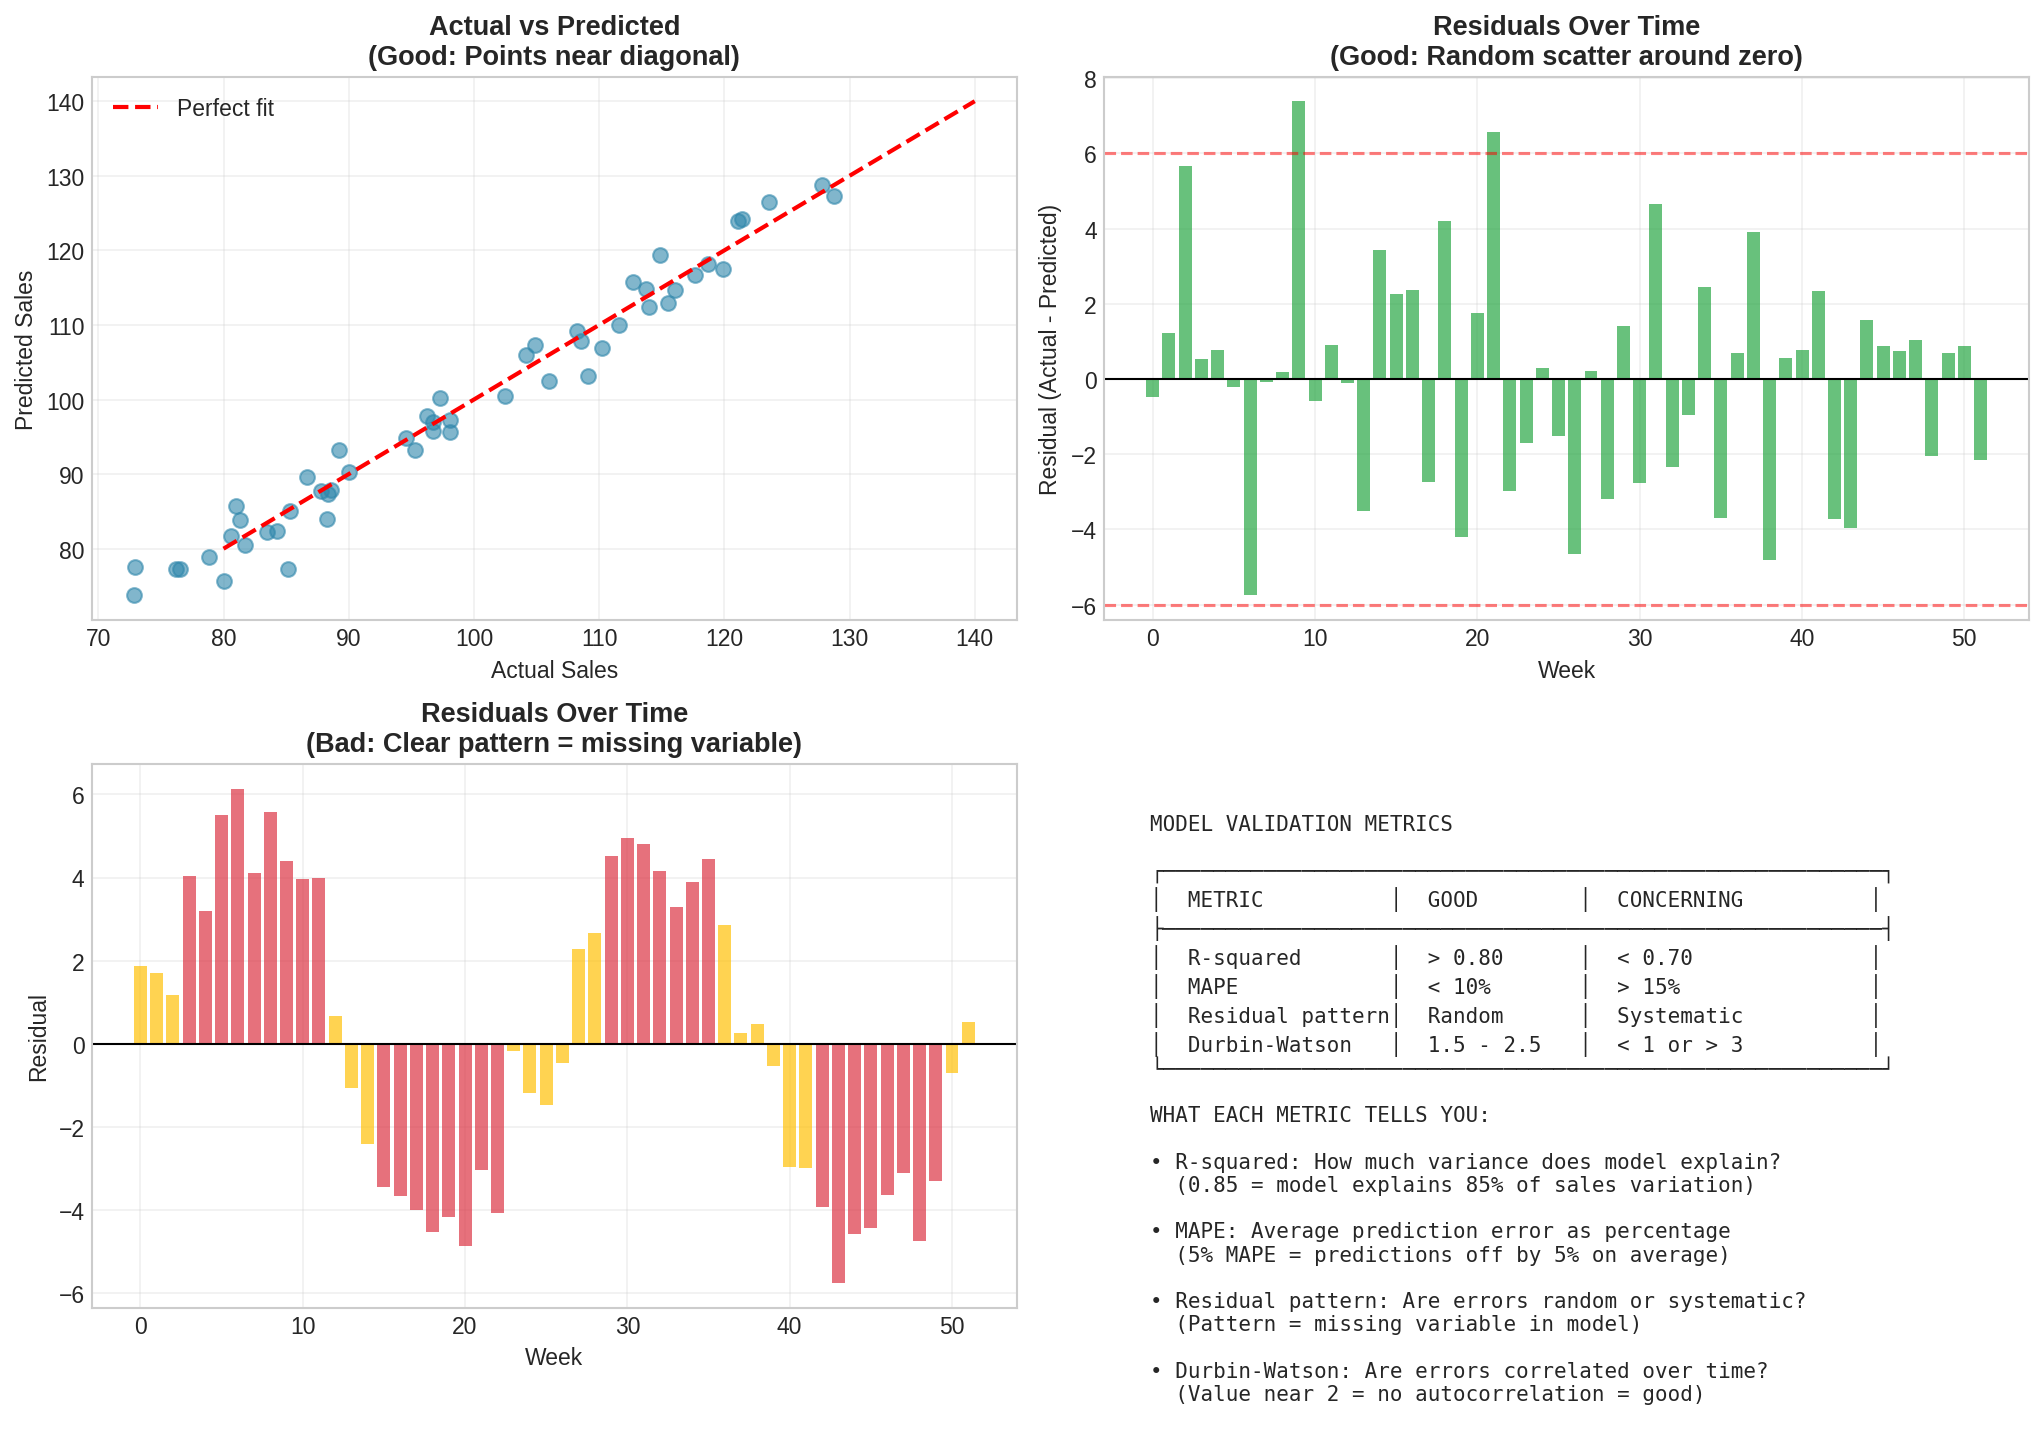 Actual vs Predicted
(Good: Points near diagonal)
Perfect fit
140
130
120
110
100
90
80
Predicted Sales
70 80 90 100 110 120 130 140
Actual Sales
Residuals Over Time
(Good: Random scatter around zero)
8
6
4
2
0
−2
−4
−6
Residual (Actual - Predicted)
0 10 20 30 40 50
Week
Residuals Over Time
(Bad: Clear pattern = missing variable)
6
4
2
0
−2
−4
−6
Residual
0 10 20 30 40 50
Week
MODEL VALIDATION METRICS
METRIC GOOD CONCERNING
R-squared > 0.80 < 0.70
MAPE < 10% > 15%
Residual pattern Random Systematic
Durbin-Watson 1.5 - 2.5 < 1 or > 3
WHAT EACH METRIC TELLS YOU:
• R-squared: How much variance does model explain?
(0.85 = model explains 85% of sales variation)
• MAPE: Average prediction error as percentage
(5% MAPE = predictions off by 5% on average)
• Residual pattern: Are errors random or systematic?
(Pattern = missing variable in model)
• Durbin-Watson: Are errors correlated over time?
(Value near 2 = no autocorrelation = good)